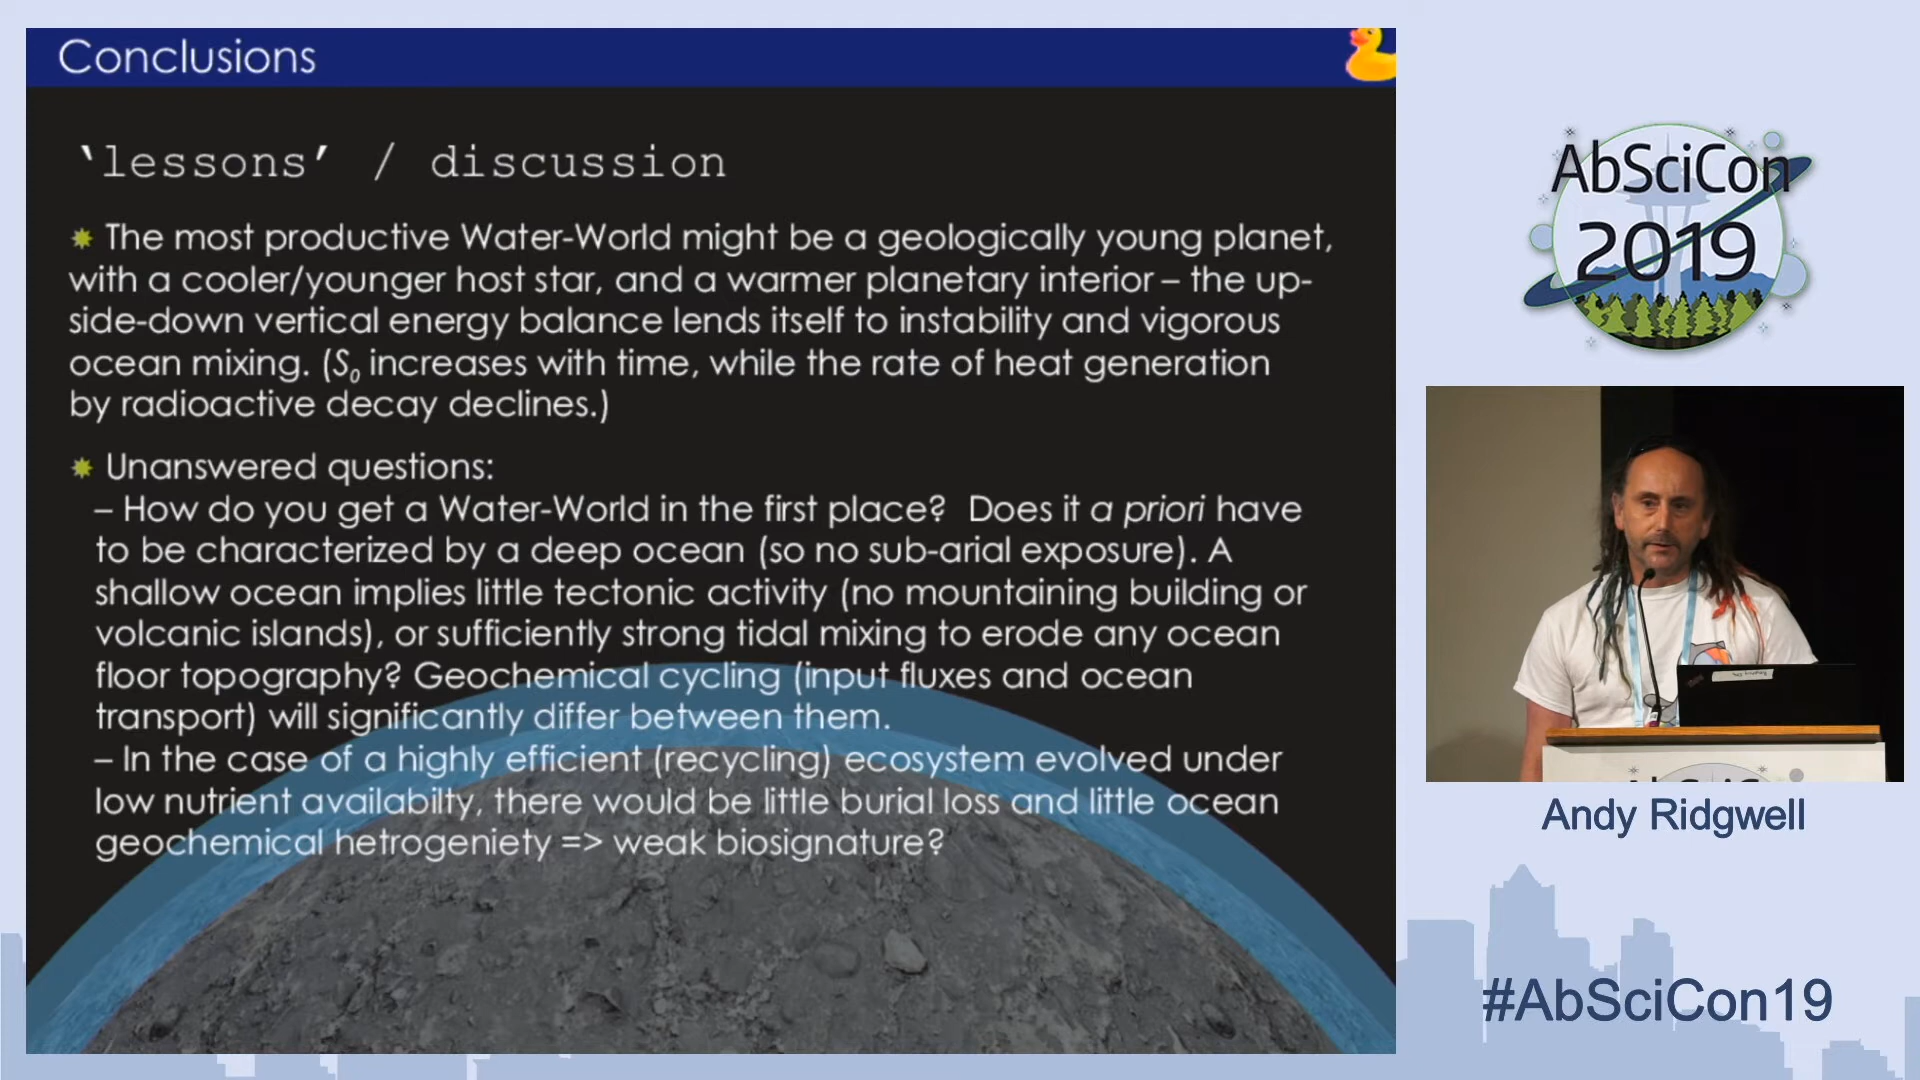 Conclusions
‘lessons’ / discussion
The most productive Water-World might be a geologically young planet,
with a cooler/younger host star, and a warmer planetary interior – the up-
side-down vertical energy balance lends itself to instability and vigorous
ocean mixing. (S0 increases with time, while the rate of heat generation
by radioactive decay declines.)
Unanswered questions:
– How do you get a Water-World in the first place?  Does it a priori have
to be characterized by a deep ocean (so no sub-arial exposure). A
shallow ocean implies little tectonic activity (no mountaining building or
volcanic islands), or sufficiently strong tidal mixing to erode any ocean
floor topography? Geochemical cycling (input fluxes and ocean
transport) will significantly differ between them.
– In the case of a highly efficient (recycling) ecosystem evolved under
low nutrient availabilty, there would be little burial loss and little ocean
geochemical hetrogeniety => weak biosignature?
AbSciCon
2019
AbSciCon
Andy Ridgwell
#AbSciCon19